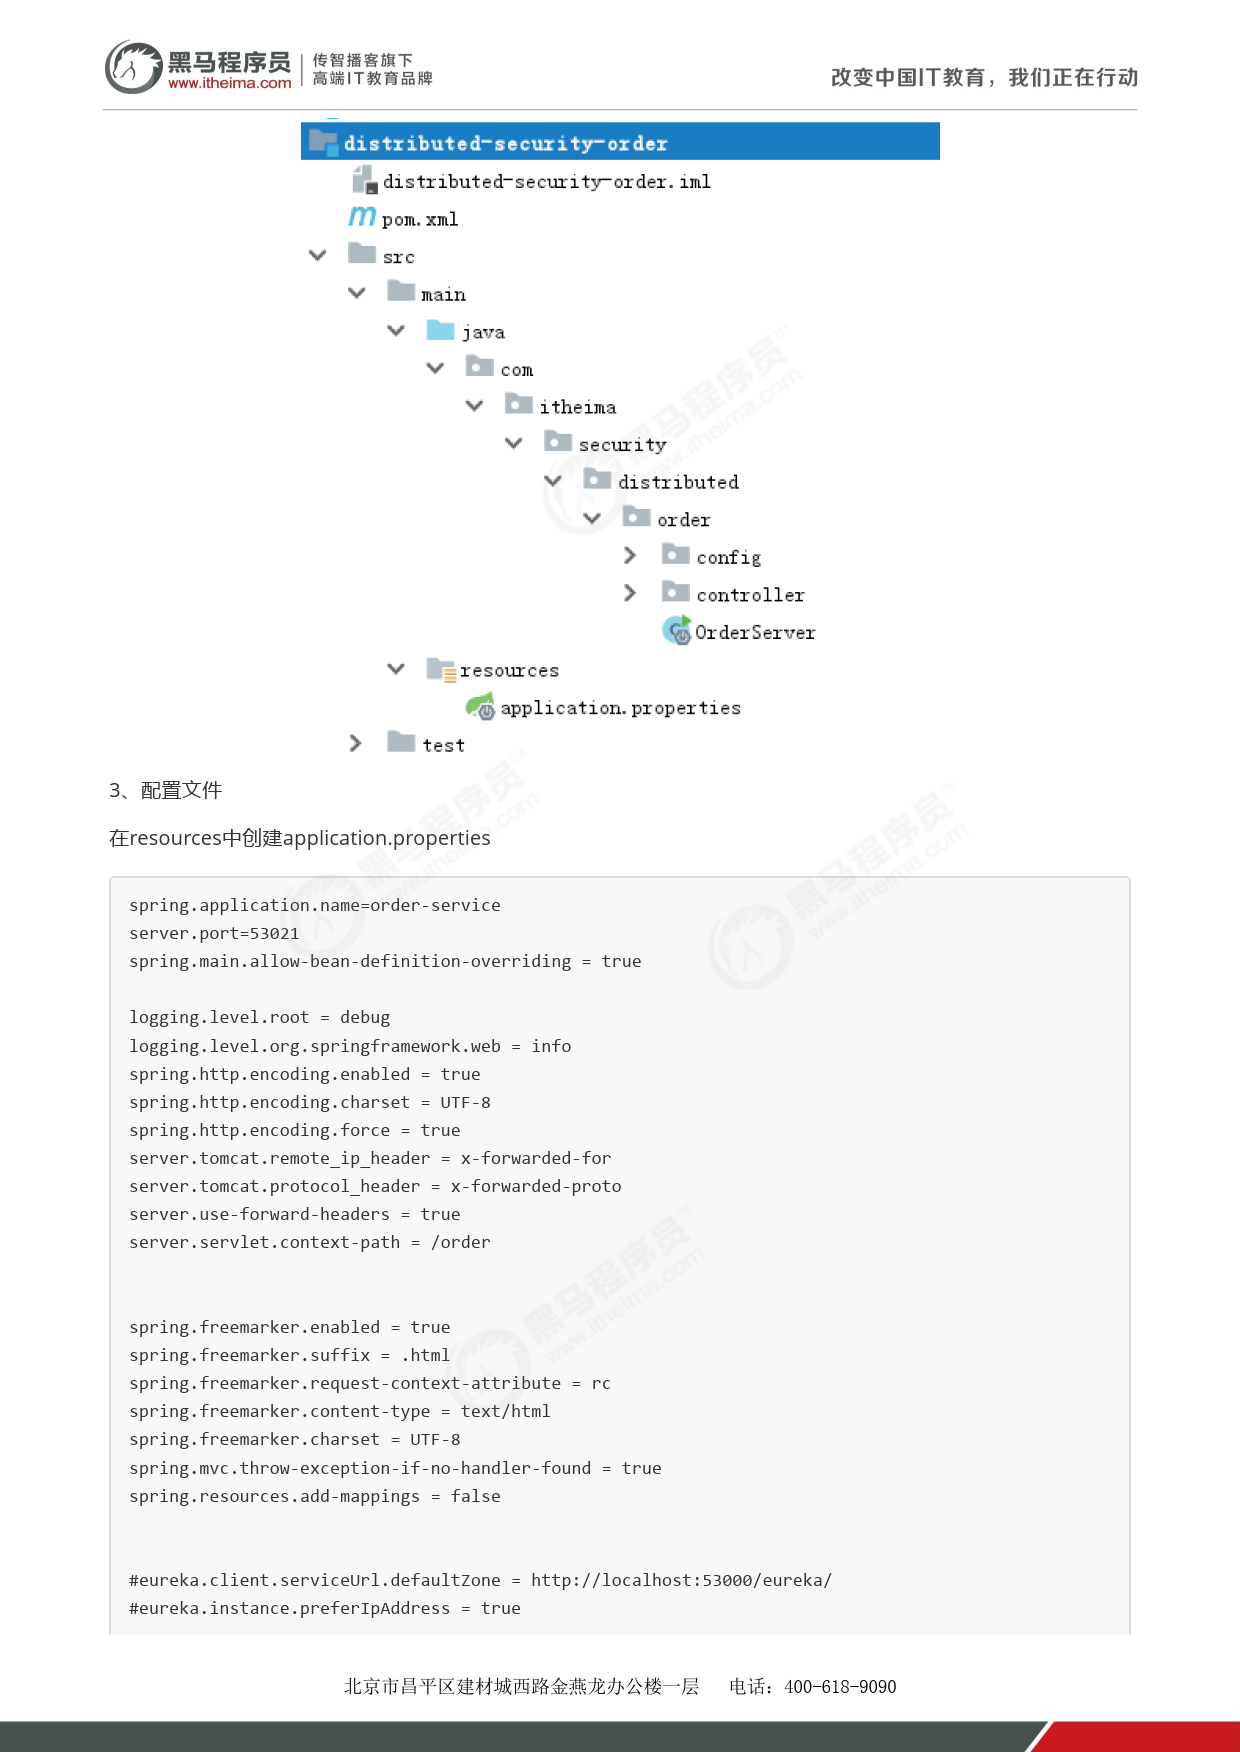 黑马程序员
www.itheima.com
传智播客旗下
高端IT教育品牌
改变中国IT教育，我们正在行动
distributed-security-order
distributed-security-order.iml
pom.xml
src
main
java
com
itheima
security
distributed
order
config
controller
OrderServer
resources
application.properties
test
3、配置文件
在resources中创建application.properties
spring.application.name=order-service
server.port=53021
spring.main.allow-bean-definition-overriding = true
logging.level.root = debug
logging.level.org.springframework.web = info
spring.http.encoding.enabled = true
spring.http.encoding.charset = UTF-8
spring.http.encoding.force = true
server.tomcat.remote_ip_header = x-forwarded-for
server.tomcat.protocol_header = x-forwarded-proto
server.use-forward-headers = true
server.servlet.context-path = /order
spring.freemarker.enabled = true
spring.freemarker.suffix = .html
spring.freemarker.request-context-attribute = rc
spring.freemarker.content-type = text/html
spring.freemarker.charset = UTF-8
spring.mvc.throw-exception-if-no-handler-found = true
spring.resources.add-mappings = false
#eureka.client.serviceUrl.defaultZone = http://localhost:53000/eureka/
#eureka.instance.preferIpAddress = true
北京市昌平区建材城西路金燕龙办公楼一层 电话：400-618-9090